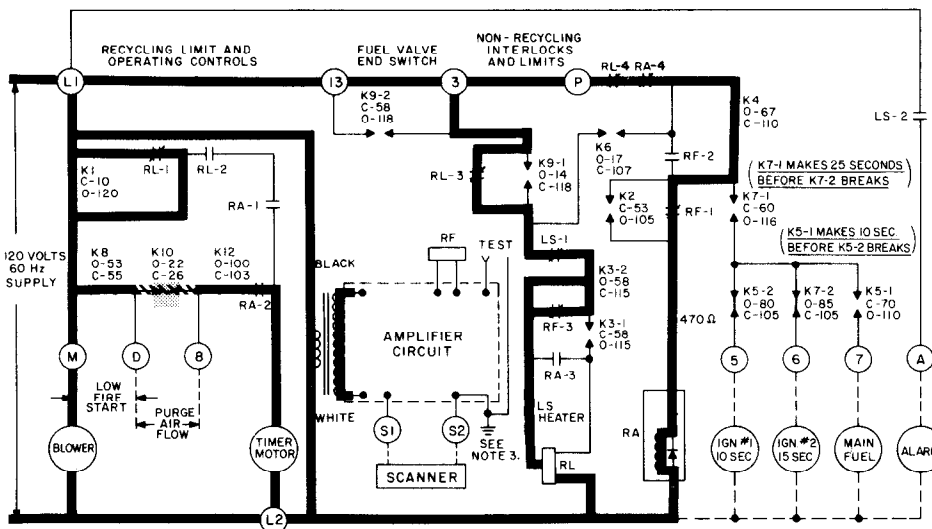 RECYCLING LIMIT AND
OPERATING CONTROLS
FUEL VALVE
END SWITCH
NON-RECYCLING
INTERLOCKS
AND LIMITS
L1
13
3
P
RL-4 RA-4
K9-2
C-58
O-118
K4
O-67
C-110
LS-2
K1
C-10
O-120
RL-1
RL-2
RL-3
K9-1
O-14
C-118
K6
O-17
C-107
RF-2
(K7-1 MAKES 25 SECONDS
BEFORE K7-2 BREAKS)
RA-1
K2
C-53
O-105
RF-1
K7-1
C-60
O-116
(K5-1 MAKES 10 SEC.
BEFORE K5-2 BREAKS)
120 VOLTS
60 Hz
SUPPLY
K8
O-53
C-55
K10
O-22
C-26
K12
O-100
C-103
RA-2
BLACK
RF
TEST
LS-1
K3-2
O-58
C-115
K5-2
O-80
C-105
K7-2
O-85
C-105
K5-1
C-70
O-110
AMPLIFIER
CIRCUIT
RF-3
K3-1
C-58
O-115
470Ω
M
D
8
RA-3
5
6
7
A
LOW
FIRE
START
PURGE
AIR
FLOW
WHITE
S1
S2
LS
HEATER
SEE
NOTE 3.
RA
BLOWER
TIMER
MOTOR
SCANNER
RL
IGN #1
10 SEC
IGN #2
15 SEC
MAIN
FUEL
ALARM
L2